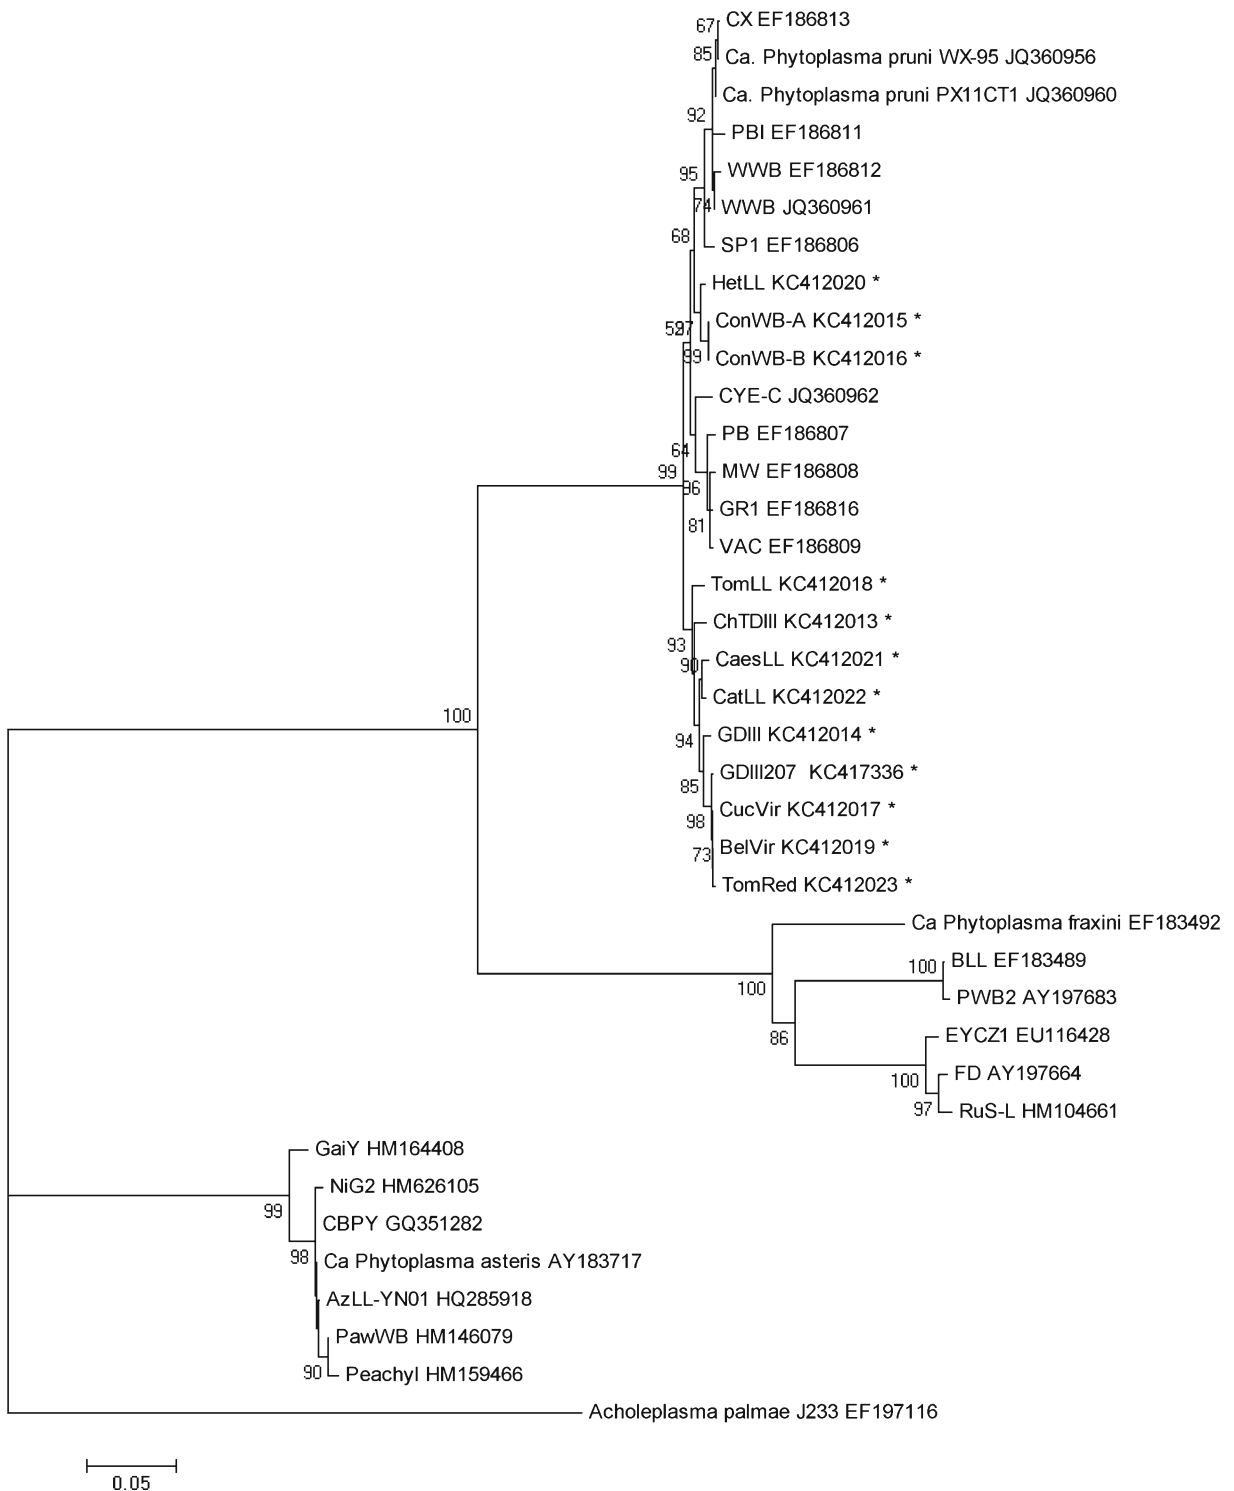 67
CX EF186813
85
Ca. Phytoplasma pruni WX-95 JQ360956
Ca. Phytoplasma pruni PX11CT1 JQ360960
92
PBI EF186811
95
WWB EF186812
74
WWB JQ360961
68
SP1 EF186806
HetLL KC412020 *
ConWB-A KC412015 *
97
99
ConWB-B KC412016 *
CYE-C JQ360962
PB EF186807
64
99
MW EF186808
96
GR1 EF186816
81
VAC EF186809
TomLL KC412018 *
ChTDIII KC412013 *
93
90
CaesLL KC412021 *
CatLL KC412022 *
94
GDIII KC412014 *
100
GDIII207 KC417336 *
85
CucVir KC412017 *
98
BelVir KC412019 *
73
TomRed KC412023 *
Ca Phytoplasma fraxini EF183492
100
BLL EF183489
100
PWB2 AY197683
86
EYCZ1 EU116428
100
FD AY197664
97
RuS-L HM104661
GaiY HM164408
NiG2 HM626105
99
CBPY GQ351282
98
Ca Phytoplasma asteris AY183717
AzLL-YN01 HQ285918
PawWB HM146079
90
PeachyI HM159466
Acholeplasma palmae J233 EF197116
0.05